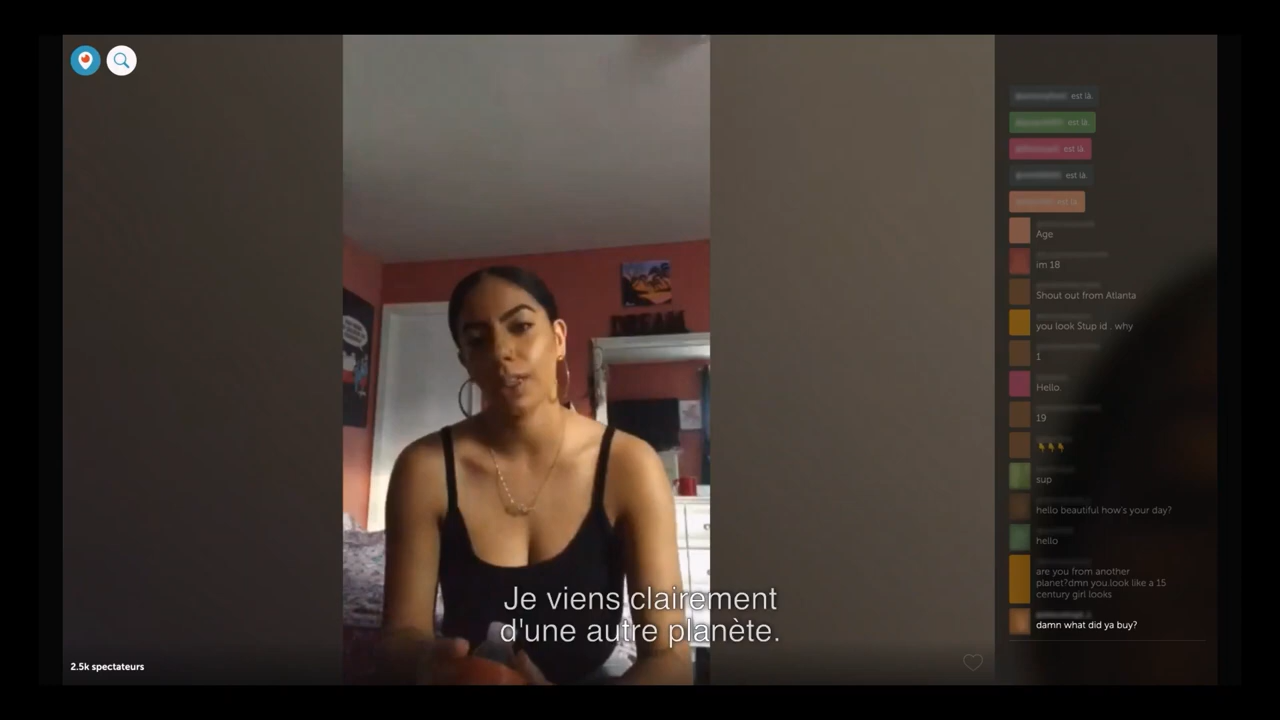 est là.
est là.
est là.
est là.
est là.
Age
im 18
Shout out from Atlanta
you look Stup id . why
1
Hello.
19
sup
hello beautiful how's your day?
hello
are you from another
planet?dmn you.look like a 15
century girl looks
damn what did ya buy?
DREAM
Je viens clairement
d'une autre planète.
2.5k spectateurs